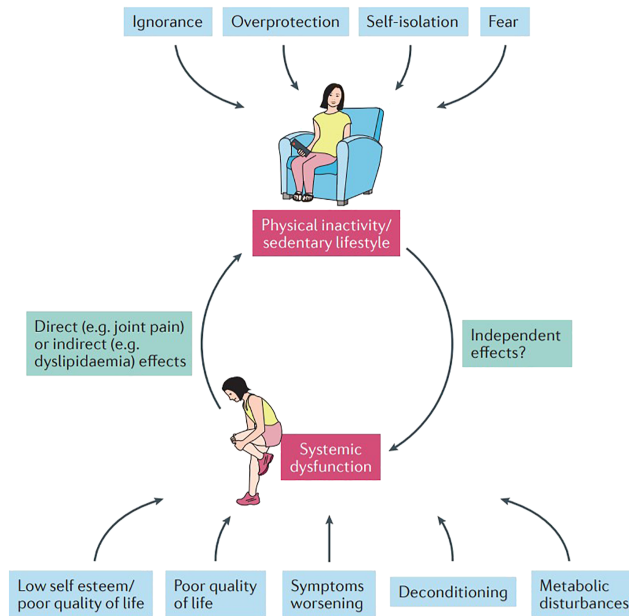 Ignorance
Overprotection
Self-isolation
Fear
Physical inactivity/
sedentary lifestyle
Direct (e.g. joint pain)
or indirect (e.g.
dyslipidaemia) effects
Independent
effects?
Systemic
dysfunction
Low self esteem/
poor quality of life
Poor quality
of life
Symptoms
worsening
Deconditioning
Metabolic
disturbances